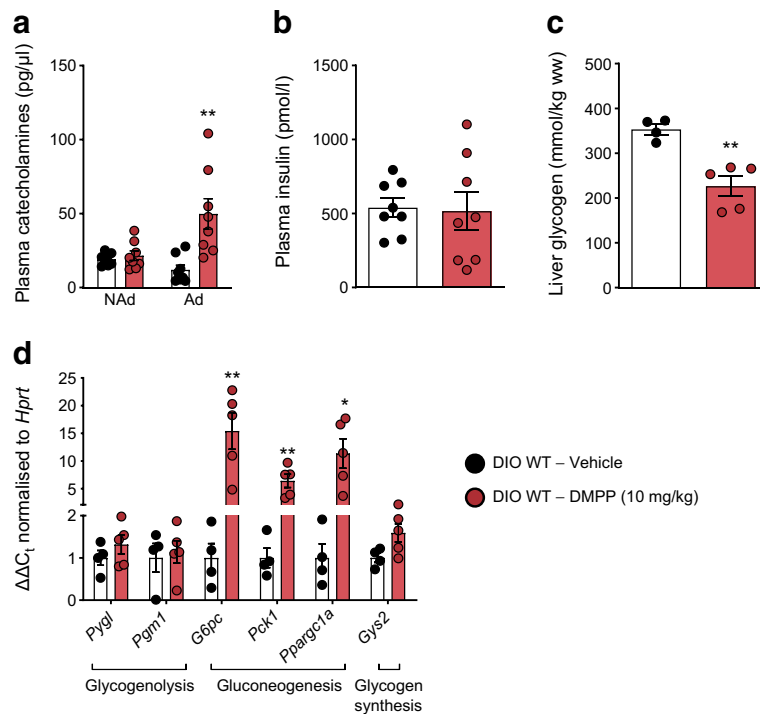 a
Plasma catecholamines (pg/µl)
150
100
50
0
**
NAd
Ad
b
Plasma insulin (pmol/l)
1500
1000
500
0
c
Liver glycogen (mmol/kg ww)
500
400
300
200
100
0
**
d
ΔΔCt normalised to Hprt
25
20
15
10
5
2
1
0
**
**
*
Pygl
Pgm1
G6pc
Pck1
Ppargc1a
Gys2
Glycogenolysis
Gluconeogenesis
Glycogen
synthesis
DIO WT – Vehicle
DIO WT – DMPP (10 mg/kg)